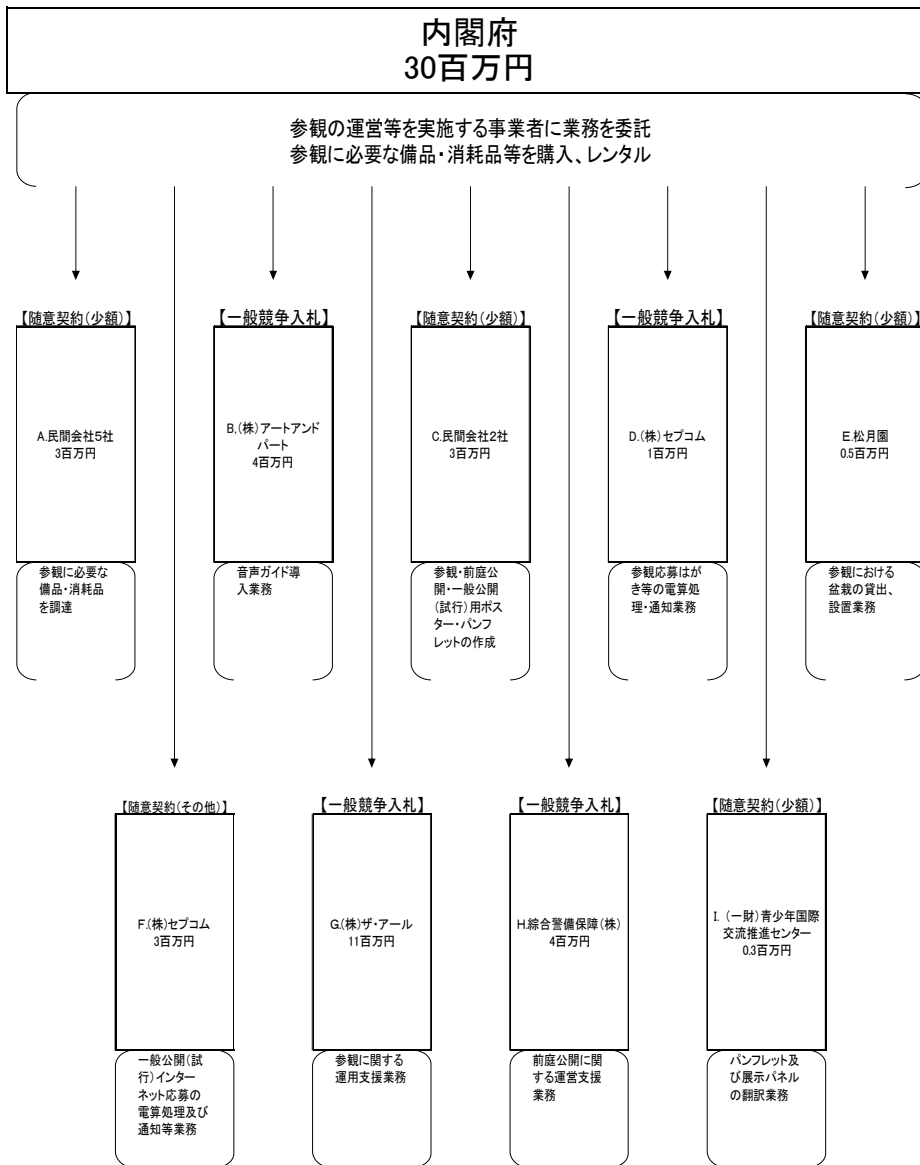 内閣府
30百万円
参観の運営等を実施する事業者に業務を委託
参観に必要な備品・消耗品等を購入、レンタル
【随意契約(少額)】
A.民間会社5社
3百万円
参観に必要な
備品・消耗品
を調達
【一般競争入札】
B,(株)アートアンド
パート
4百万円
音声ガイド導
入業務
【随意契約(少額)】
C.民間会社2社
3百万円
参観・前庭公
開・一般公開
(試行)用ポス
ター・パンフ
レットの作成
【一般競争入札】
D.(株)セプコム
1百万円
参観応募はが
き等の電算処
理・通知業務
【随意契約(少額)】
E.松月園
0.5百万円
参観における
盆栽の貸出、
設置業務
【随意契約(その他)】
F.(株)セプコム
3百万円
一般公開(試
行)インター
ネット応募の
電算処理及び
通知等業務
【一般競争入札】
G.(株)ザ・アール
11百万円
参観に関する
運用支援業務
【一般競争入札】
H.綜合警備保障(株)
4百万円
前庭公開に関
する運営支援
業務
【随意契約(少額)】
I. (一財)青少年国際
交流推進センター
0.3百万円
パンフレット及
び展示パネル
の翻訳業務